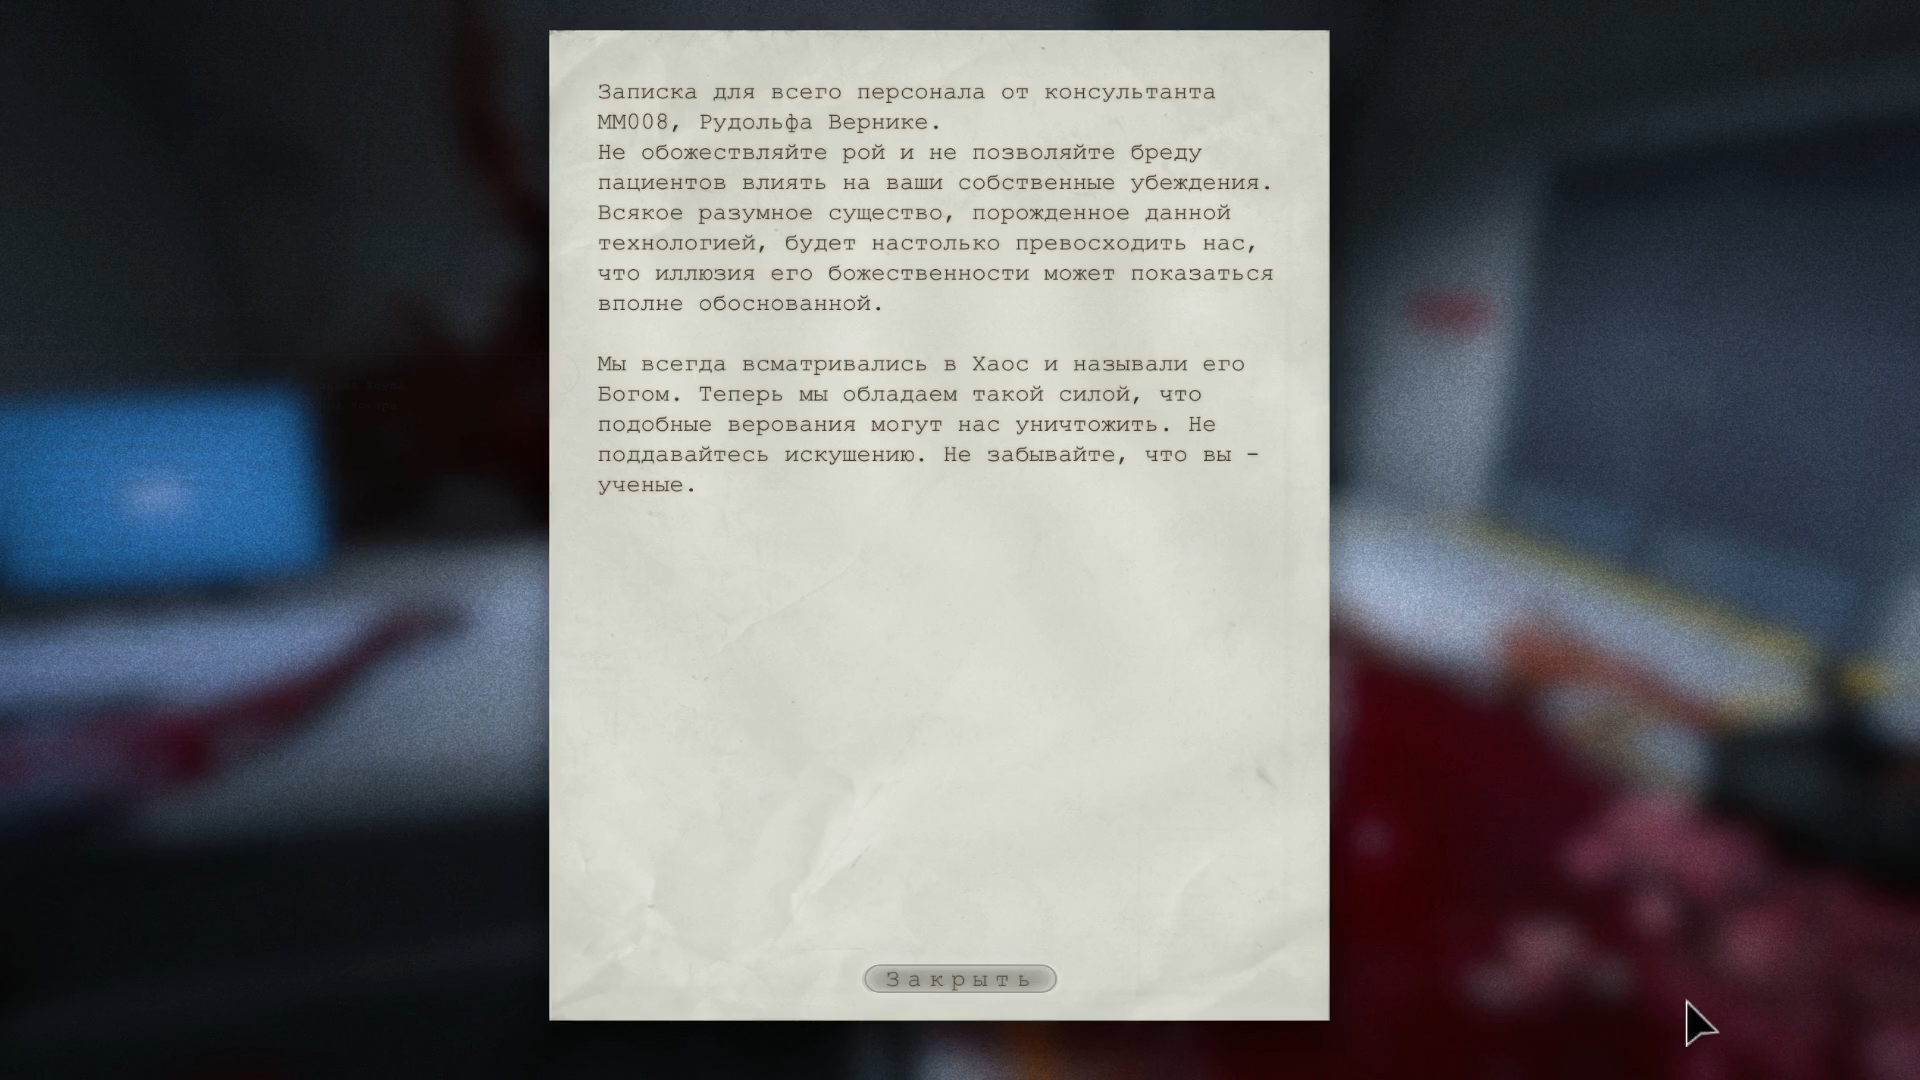 Записка для всего персонала от консультанта
ММ008, Рудольфа Вернике.
Не обожествляйте рой и не позволяйте бреду
пациентов влиять на ваши собственные убеждения.
Всякое разумное существо, порожденное данной
технологией, будет настолько превосходить нас,
что иллюзия его божественности может показаться
вполне обоснованной.
Мы всегда всматривались в Хаос и называли его
Богом. Теперь мы обладаем такой силой, что
подобные верования могут нас уничтожить. Не
поддавайтесь искушению. Не забывайте, что вы -
ученые.
Закрыть